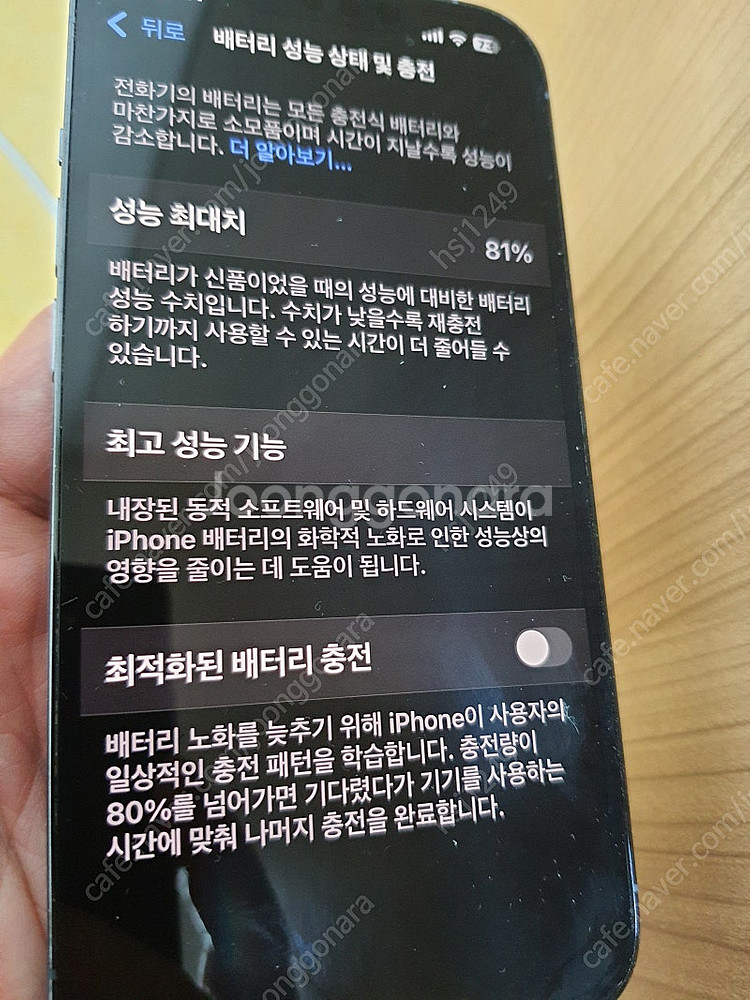 뒤로
73
배터리 성능 상태 및 충전
전화기의 배터리는 모든 충전식 배터리와
마찬가지로 소모품이며 시간이 지날수록 성능이
감소합니다. 더 알아보기...
성능 최대치
81%
배터리가 신품이었을 때의 성능에 대비한 배터리
성능 수치입니다. 수치가 낮을수록 재충전
하기까지 사용할 수 있는 시간이 더 줄어들 수
있습니다.
최고 성능 기능
내장된 동적 소프트웨어 및 하드웨어 시스템이
iPhone 배터리의 화학적 노화로 인한 성능상의
영향을 줄이는 데 도움이 됩니다.
최적화된 배터리 충전
배터리 노화를 늦추기 위해 iPhone이 사용자의
일상적인 충전 패턴을 학습합니다. 충전량이
80%를 넘어가면 기다렸다가 기기를 사용하는
시간에 맞춰 나머지 충전을 완료합니다.
Joonggonara
cafe.naver.com/joonggonara
hsj1249